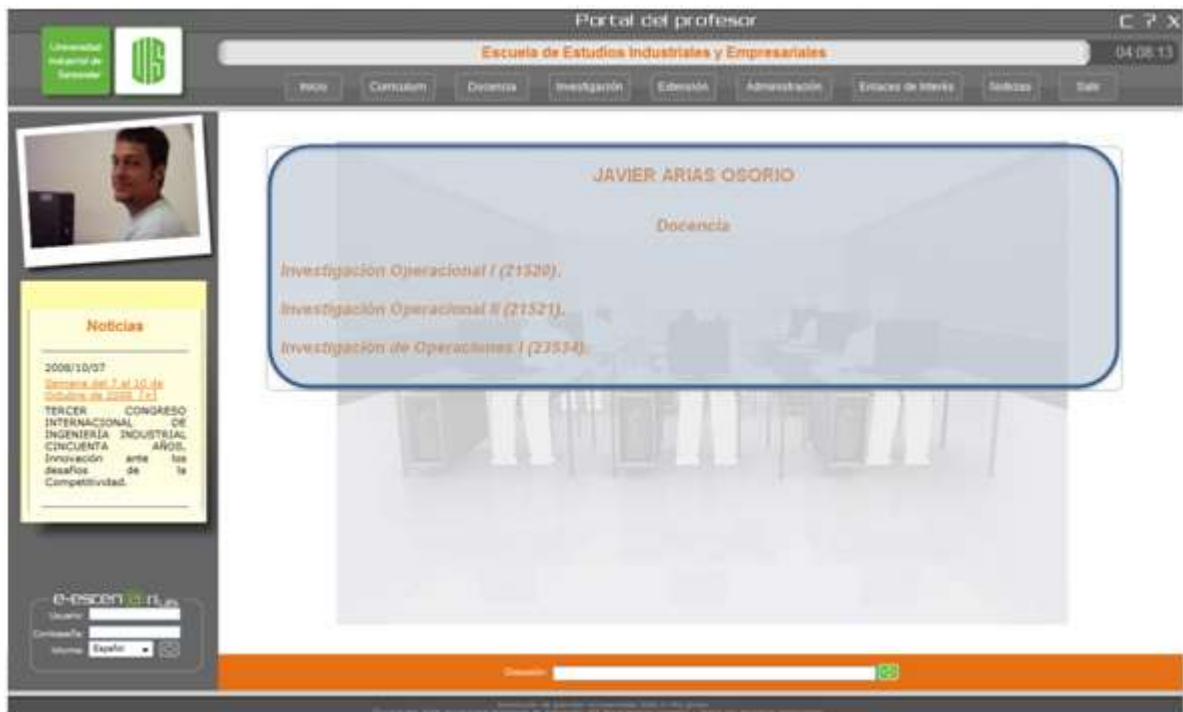 Portal del profesor
C ? X
Universidad
Industrial de
Santander
UIS
Escuela de Estudios Industriales y Empresariales
04:08:13
Inicio Curriculum Docencia Investigación Extensión Administración Enlaces de Interés Noticias Salir
JAVIER ARIAS OSORIO
Docencia
Investigación Operacional I (21520).
Investigación Operacional II (21521).
Investigación de Operaciones I (23534).
Noticias
2008/10/07
Semana del 7 al 10 de
Octubre de 2008 [+]
TERCER CONGRESO
INTERNACIONAL DE
INGENIERÍA INDUSTRIAL
CINCUENTA AÑOS.
Innovación ante los
desafíos de la
Competitividad.
Usuario
Contraseña
Idioma Español